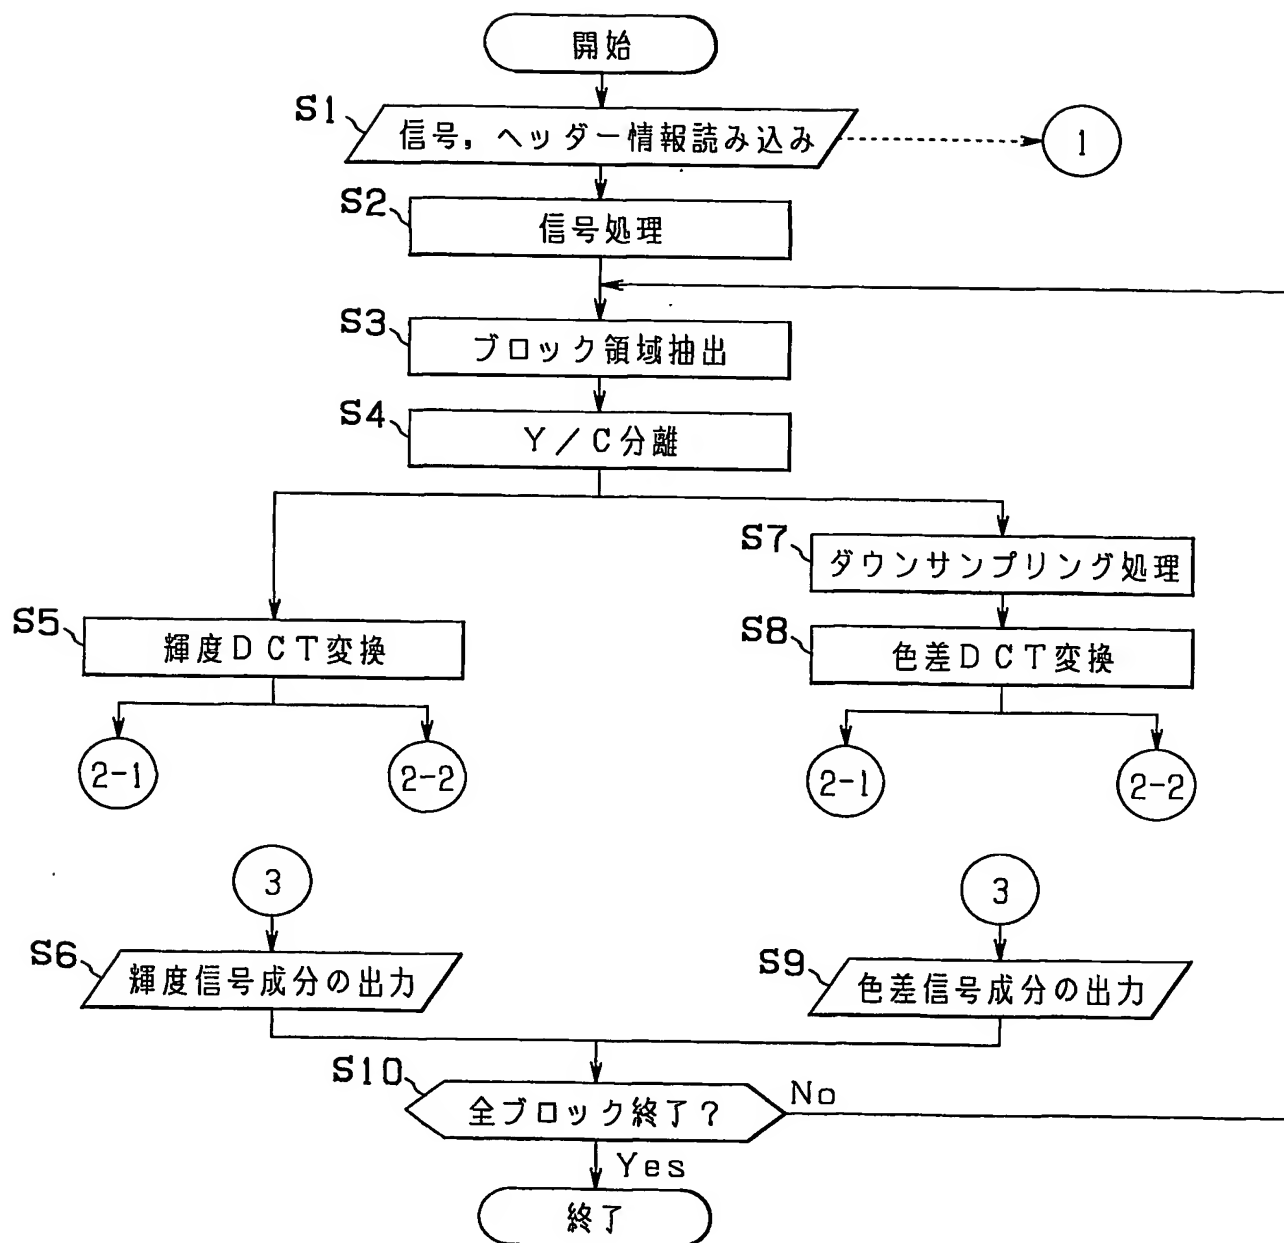 開始
S1
信号,ヘッダー情報読み込み
1
S2
信号処理
S3
ブロック領域抽出
S4
Y/C分離
S7
ダウンサンプリング処理
S5
輝度DCT変換
S8
色差DCT変換
2-1
2-2
2-1
2-2
3
3
S6
輝度信号成分の出力
S9
色差信号成分の出力
S10
全ブロック終了?
No
Yes
終了